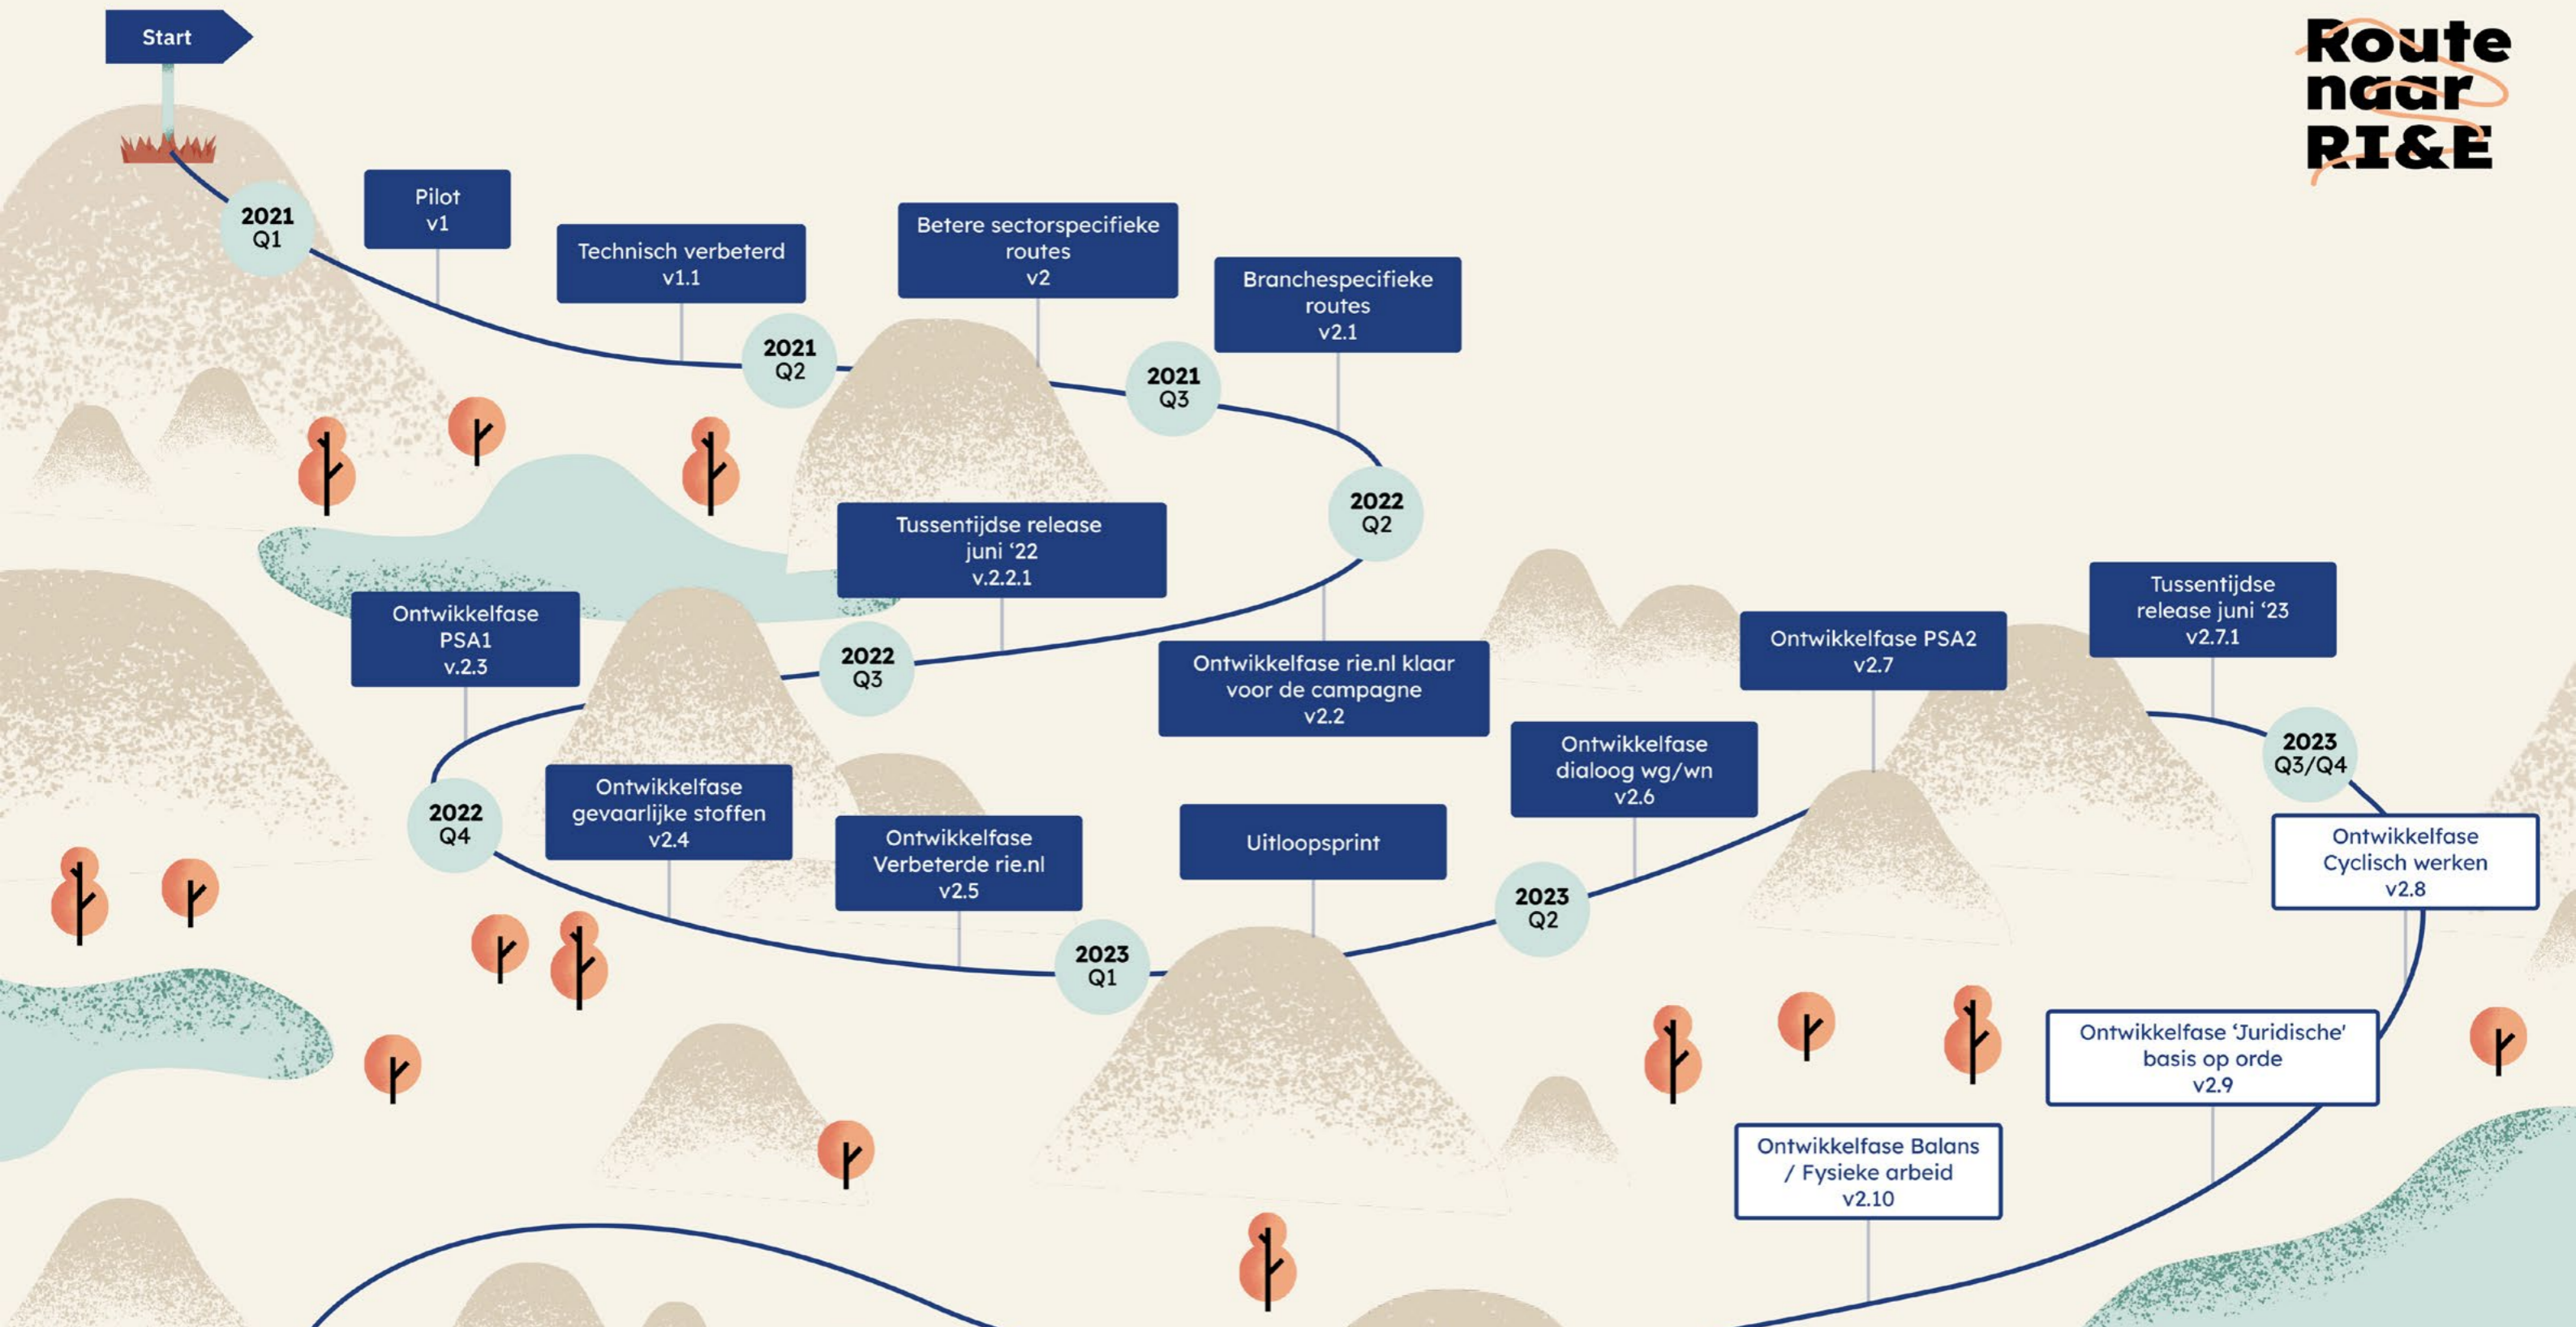 Start
Route
naar
RI&E
2021
Q1
Pilot
v1
Technisch verbeterd
v1.1
2021
Q2
Betere sectorspecifieke
routes
v2
2021
Q3
Branchespecifieke
routes
v2.1
2022
Q2
Ontwikkelfase rie.nl klaar
voor de campagne
v2.2
Tussentijdse release
juni ‘22
v.2.2.1
2022
Q3
Ontwikkelfase
PSA1
v.2.3
2022
Q4
Ontwikkelfase
gevaarlijke stoffen
v2.4
Ontwikkelfase
Verbeterde rie.nl
v2.5
2023
Q1
Uitloopsprint
2023
Q2
Ontwikkelfase
dialoog wg/wn
v2.6
Ontwikkelfase PSA2
v2.7
Tussentijdse
release juni ‘23
v2.7.1
2023
Q3/Q4
Ontwikkelfase
Cyclisch werken
v2.8
Ontwikkelfase ‘Juridische'
basis op orde
v2.9
Ontwikkelfase Balans
/ Fysieke arbeid
v2.10